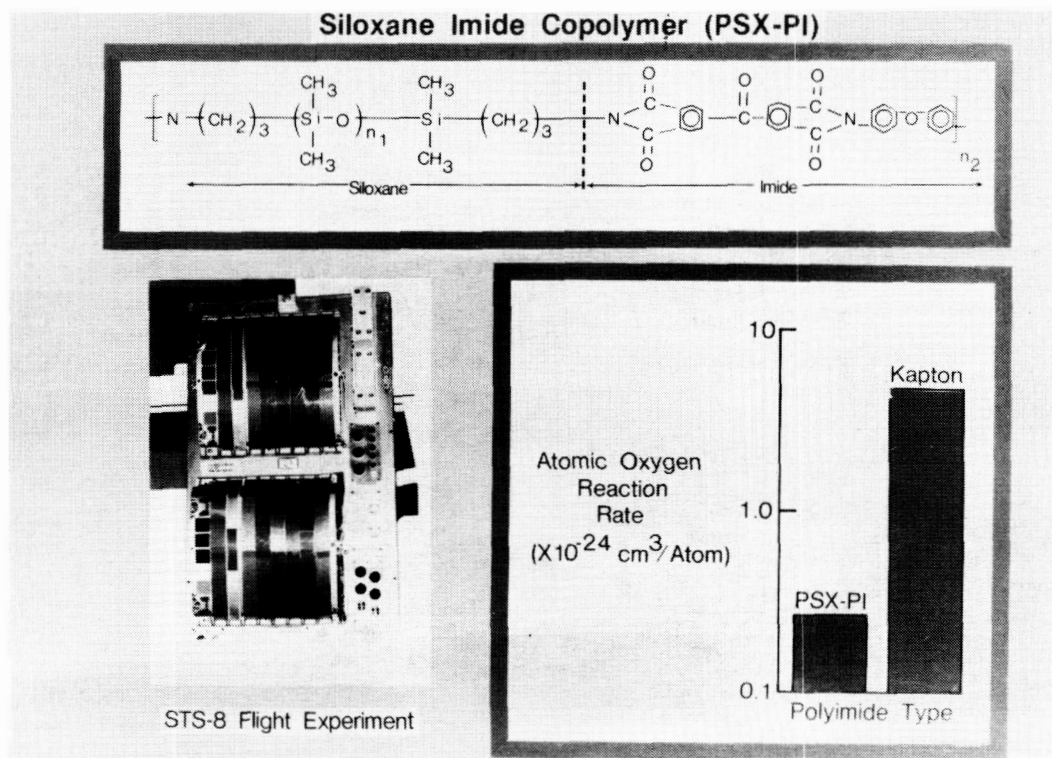 Siloxane Imide Copolymer (PSX-PI)
CH3 CH3 O O O
N (CH2)3 (Si O)n1 Si (CH2)3 N C N O n2
CH3 CH3 O O
Siloxane Imide
STS-8 Flight Experiment
Atomic Oxygen
Reaction
Rate
(X10-24 cm3/Atom)
10
1.0
0.1
PSX-PI
Kapton
Polyimide Type